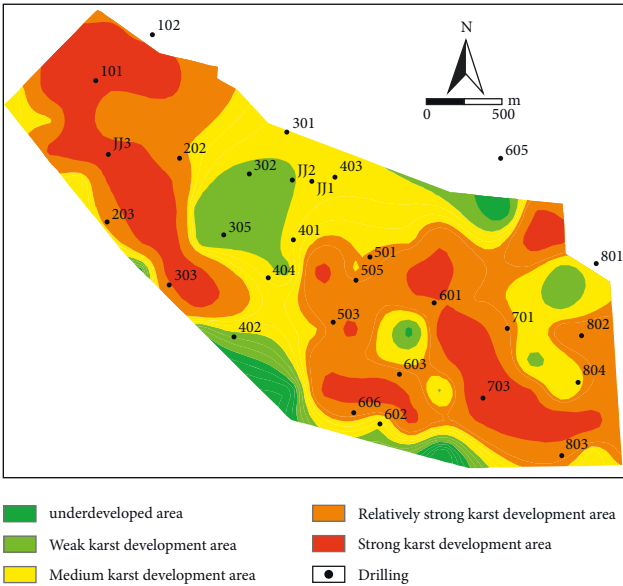 102
N
101
m
0 500
301
605
JJ3
202
302
JJ2
403
JJ1
203
305
401
501
801
303
404
505
601
701
802
402
503
603
804
703
606
602
803
underdeveloped area
Relatively strong karst development area
Weak karst development area
Strong karst development area
Medium karst development area
Drilling